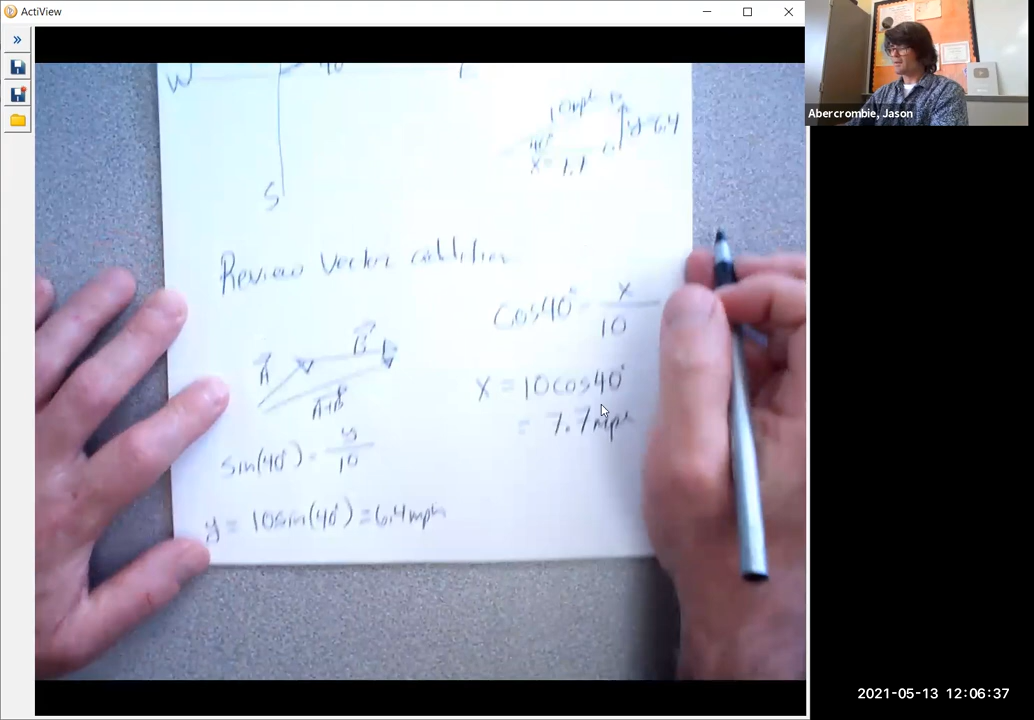 ActiView
W
40
10mph
y=6.4
40°
x= 7.7
S
Review Vector addition
cos40° = x/10
A B
A+B
x = 10cos40°
= 7.7mph
sin(40°) = y/10
y = 10sin(40°) = 6.4mph
Abercrombie, Jason
2021-05-13 12:06:37